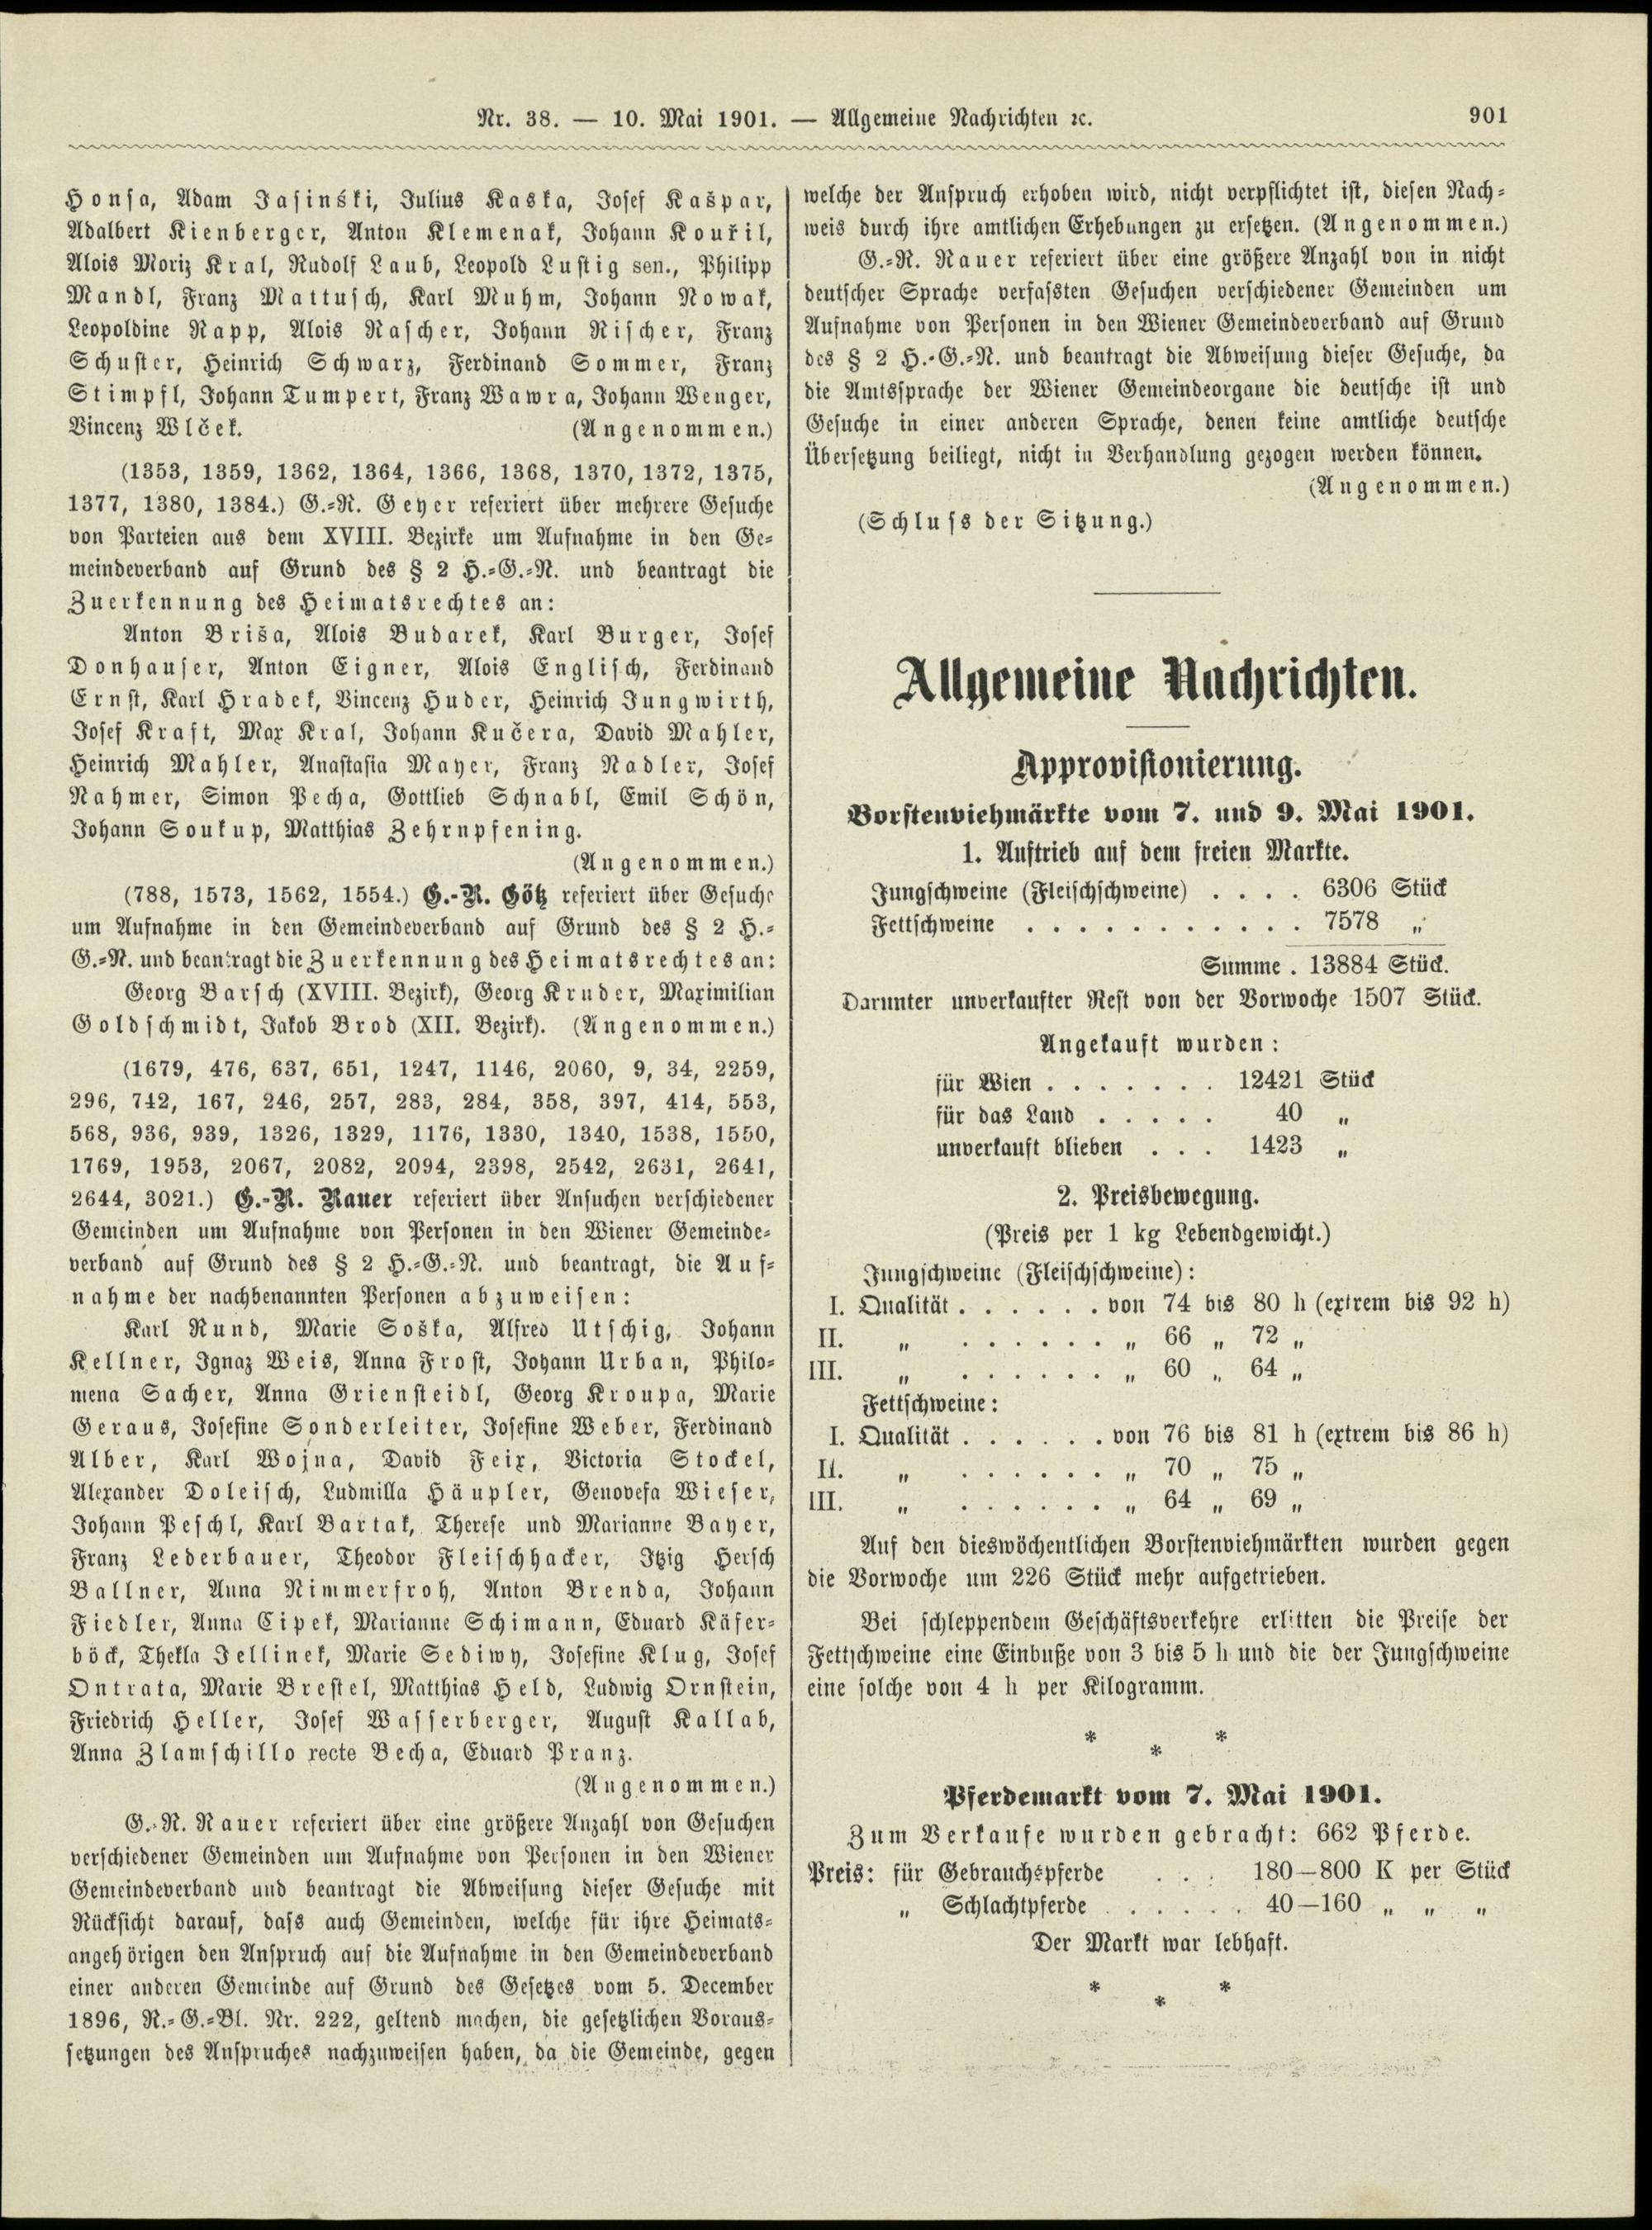 Nr. 38. — 10. Mai 1901. — Allgemeine Nachrichten ꝛc.
901
Honsa, Adam Jasinśki, Julius Kaska, Josef Kašpar,
Adalbert Kienberger, Anton Klemenak, Johann Kouřil,
Alois Moriz Kral, Rudolf Laub, Leopold Lustig sen., Philipp
Mandl, Franz Mattusch, Karl Muhm, Johann Nowak,
Leopoldine Rapp, Alois Rascher, Johann Rischer, Franz
Schuster, Heinrich Schwarz, Ferdinand Sommer, Franz
Stimpfl, Johann Tumpert, Franz Wawra, Johann Wenger,
Vincenz Wlček. (Angenommen.)
(1353, 1359, 1362, 1364, 1366, 1368, 1370, 1372, 1375,
1377, 1380, 1384.) G.-R. Geyer referiert über mehrere Gesuche
von Parteien aus dem XVIII. Bezirke um Aufnahme in den Ge-
meindeverband auf Grund des § 2 H.-G.-N. und beantragt die
Zuerkennung des Heimatsrechtes an:
Anton Briša, Alois Budarek, Karl Burger, Josef
Donhauser, Anton Eigner, Alois Englisch, Ferdinand
Ernst, Karl Hradek, Vincenz Huder, Heinrich Jungwirth,
Josef Kraft, Max Kral, Johann Kučera, David Mahler,
Heinrich Mahler, Anastasia Mayer, Franz Nadler, Josef
Nahmer, Simon Pecha, Gottlieb Schnabl, Emil Schön,
Johann Soukup, Matthias Zehrnpfening.
(Angenommen.)
(788, 1573, 1562, 1554.) G.-R. Götz referiert über Gesuche
um Aufnahme in den Gemeindeverband auf Grund des § 2 H.-
G.-N. und beantragt die Zuerkennung des Heimatsrechtes an:
Georg Barsch (XVIII. Bezirk), Georg Kruder, Maximilian
Goldschmidt, Jakob Brod (XII. Bezirk). (Angenommen.)
(1679, 476, 637, 651, 1247, 1146, 2060, 9, 34, 2259,
296, 742, 167, 246, 257, 283, 284, 358, 397, 414, 553,
568, 936, 939, 1326, 1329, 1176, 1330, 1340, 1538, 1550,
1769, 1953, 2067, 2082, 2094, 2398, 2542, 2631, 2641,
2644, 3021.) G.-R. Rauer referiert über Ansuchen verschiedener
Gemeinden um Aufnahme von Personen in den Wiener Gemeinde-
verband auf Grund des § 2 H.-G.-N. und beantragt, die Auf-
nahme der nachbenannten Personen abzuweisen:
Karl Rund, Marie Soška, Alfred Utschig, Johann
Kellner, Ignaz Weis, Anna Frost, Johann Urban, Philo-
mena Sacher, Anna Griensteidl, Georg Kroupa, Marie
Geraus, Josefine Sonderleiter, Josefine Weber, Ferdinand
Alber, Karl Wojna, David Feix, Victoria Stockel,
Alexander Doleisch, Ludmilla Häupler, Genovefa Wieser,
Johann Peschl, Karl Bartak, Therese und Marianne Bayer,
Franz Lederbauer, Theodor Fleischhacker, Itzig Hersch
Ballner, Anna Nimmerfroh, Anton Brenda, Johann
Fiedler, Anna Cipek, Marianne Schimann, Eduard Käfer-
böck, Thekla Jellinek, Marie Sediwy, Josefine Klug, Josef
Ontrata, Marie Brestel, Matthias Held, Ludwig Ornstein,
Friedrich Heller, Josef Wasserberger, August Kallab,
Anna Zlamschillo recte Becha, Eduard Pranz.
(Angenommen.)
G.-R. Rauer referiert über eine größere Anzahl von Gesuchen
verschiedener Gemeinden um Aufnahme von Personen in den Wiener
Gemeindeverband und beantragt die Abweisung dieser Gesuche mit
Rücksicht darauf, dass auch Gemeinden, welche für ihre Heimats-
angehörigen den Anspruch auf die Aufnahme in den Gemeindeverband
einer anderen Gemeinde auf Grund des Gesetzes vom 5. December
1896, R.-G.-Bl. Nr. 222, geltend machen, die gesetzlichen Voraus-
setzungen des Anspruches nachzuweisen haben, da die Gemeinde, gegen
welche der Anspruch erhoben wird, nicht verpflichtet ist, diesen Nach-
weis durch ihre amtlichen Erhebungen zu ersetzen. (Angenommen.)
G.-R. Rauer referiert über eine größere Anzahl von in nicht
deutscher Sprache verfassten Gesuchen verschiedener Gemeinden um
Aufnahme von Personen in den Wiener Gemeindeverband auf Grund
des § 2 H.-G.-N. und beantragt die Abweisung dieser Gesuche, da
die Amtssprache der Wiener Gemeindeorgane die deutsche ist und
Gesuche in einer anderen Sprache, denen keine amtliche deutsche
Übersetzung beiliegt, nicht in Verhandlung gezogen werden können.
(Angenommen.)
(Schluss der Sitzung.)
Allgemeine Nachrichten.
Approvisionierung.
Borstenviehmärkte vom 7. und 9. Mai 1901.
1. Auftrieb auf dem freien Markte.
Jungschweine (Fleischschweine) . . . . 6306 Stück
Fettschweine . . . . . . . . . . . 7578 „
Summe . 13884 Stück.
Darunter unverkaufter Rest von der Vorwoche 1507 Stück.
Angekauft wurden:
für Wien . . . . . . . 12421 Stück
für das Land . . . . . 40 „
unverkauft blieben . . . 1423 „
2. Preisbewegung.
(Preis per 1 kg Lebendgewicht.)
Jungschweine (Fleischschweine):
I. Qualität . . . . . . von 74 bis 80 h (extrem bis 92 h)
II. „ . . . . . . „ 66 „ 72 „
III. „ . . . . . . „ 60 „ 64 „
Fettschweine:
I. Qualität . . . . . . von 76 bis 81 h (extrem bis 86 h)
II. „ . . . . . . „ 70 „ 75 „
III. „ . . . . . . „ 64 „ 69 „
Auf den dieswöchentlichen Borstenviehmärkten wurden gegen
die Vorwoche um 226 Stück mehr aufgetrieben.
Bei schleppendem Geschäftsverkehre erlitten die Preise der
Fettschweine eine Einbuße von 3 bis 5 h und die der Jungschweine
eine solche von 4 h per Kilogramm.
* * *
Pferdemarkt vom 7. Mai 1901.
Zum Verkaufe wurden gebracht: 662 Pferde.
Preis: für Gebrauchspferde . . . 180—800 K per Stück
„ Schlachtpferde . . . . . . 40—160 „ „ „
Der Markt war lebhaft.
* * *